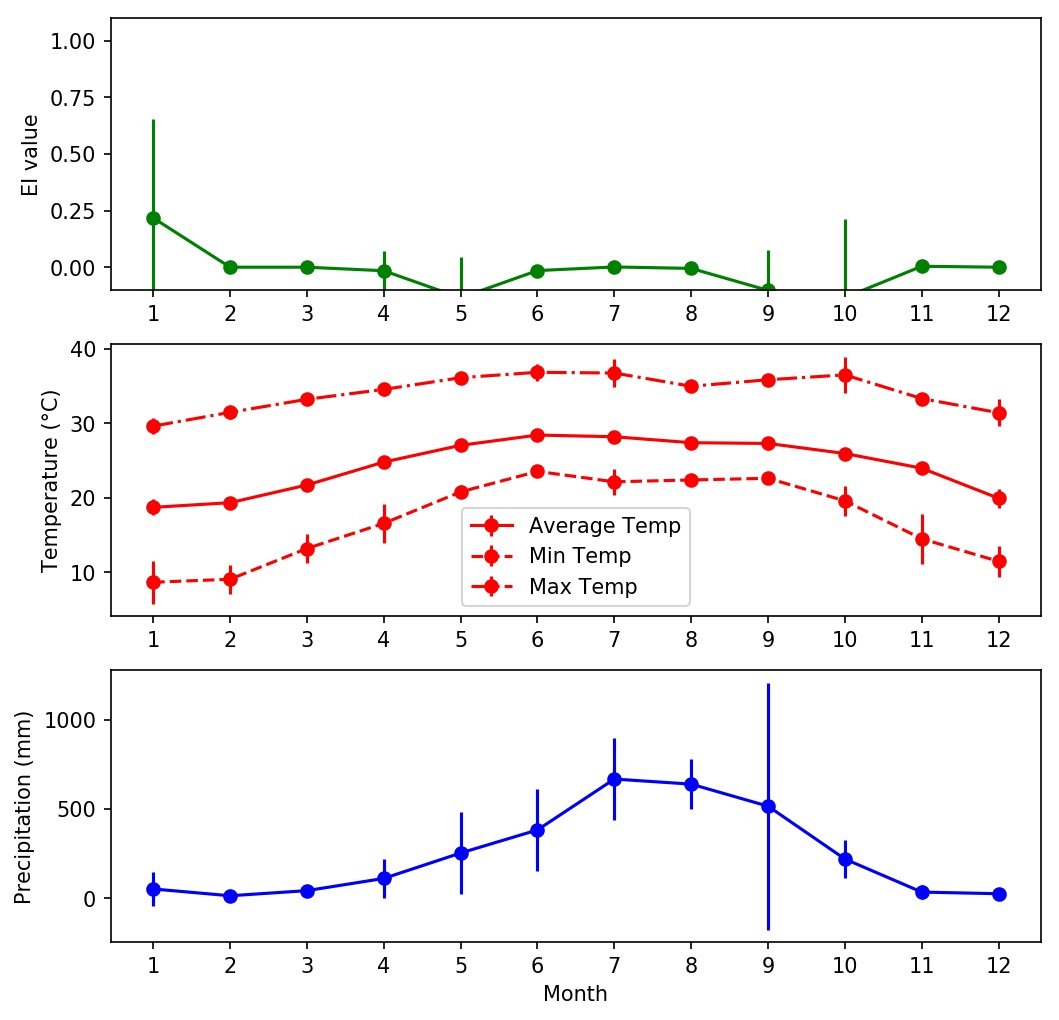 EI value
1.00
0.75
0.50
0.25
0.00
1 2 3 4 5 6 7 8 9 10 11 12
Temperature (°C)
40
30
20
10
Average Temp
Min Temp
Max Temp
1 2 3 4 5 6 7 8 9 10 11 12
Precipitation (mm)
1000
500
0
1 2 3 4 5 6 7 8 9 10 11 12
Month